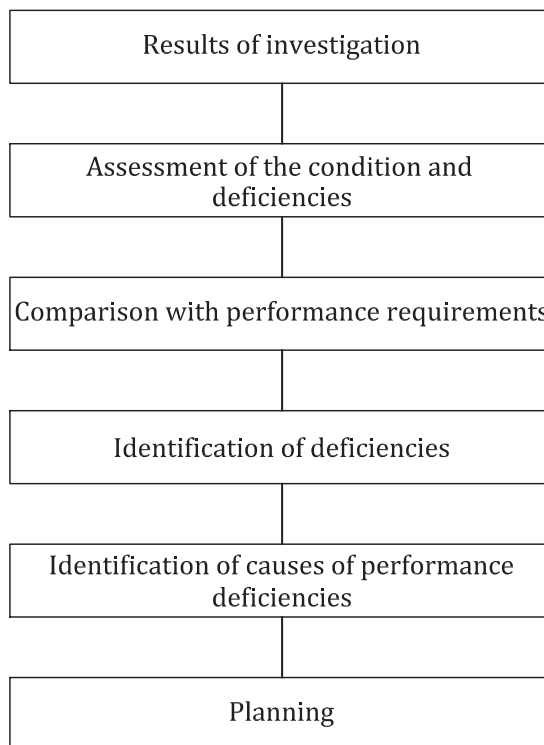 Results of investigation
Assessment of the condition and
deficiencies
Comparison with performance requirements
Identification of deficiencies
Identification of causes of performance
deficiencies
Planning